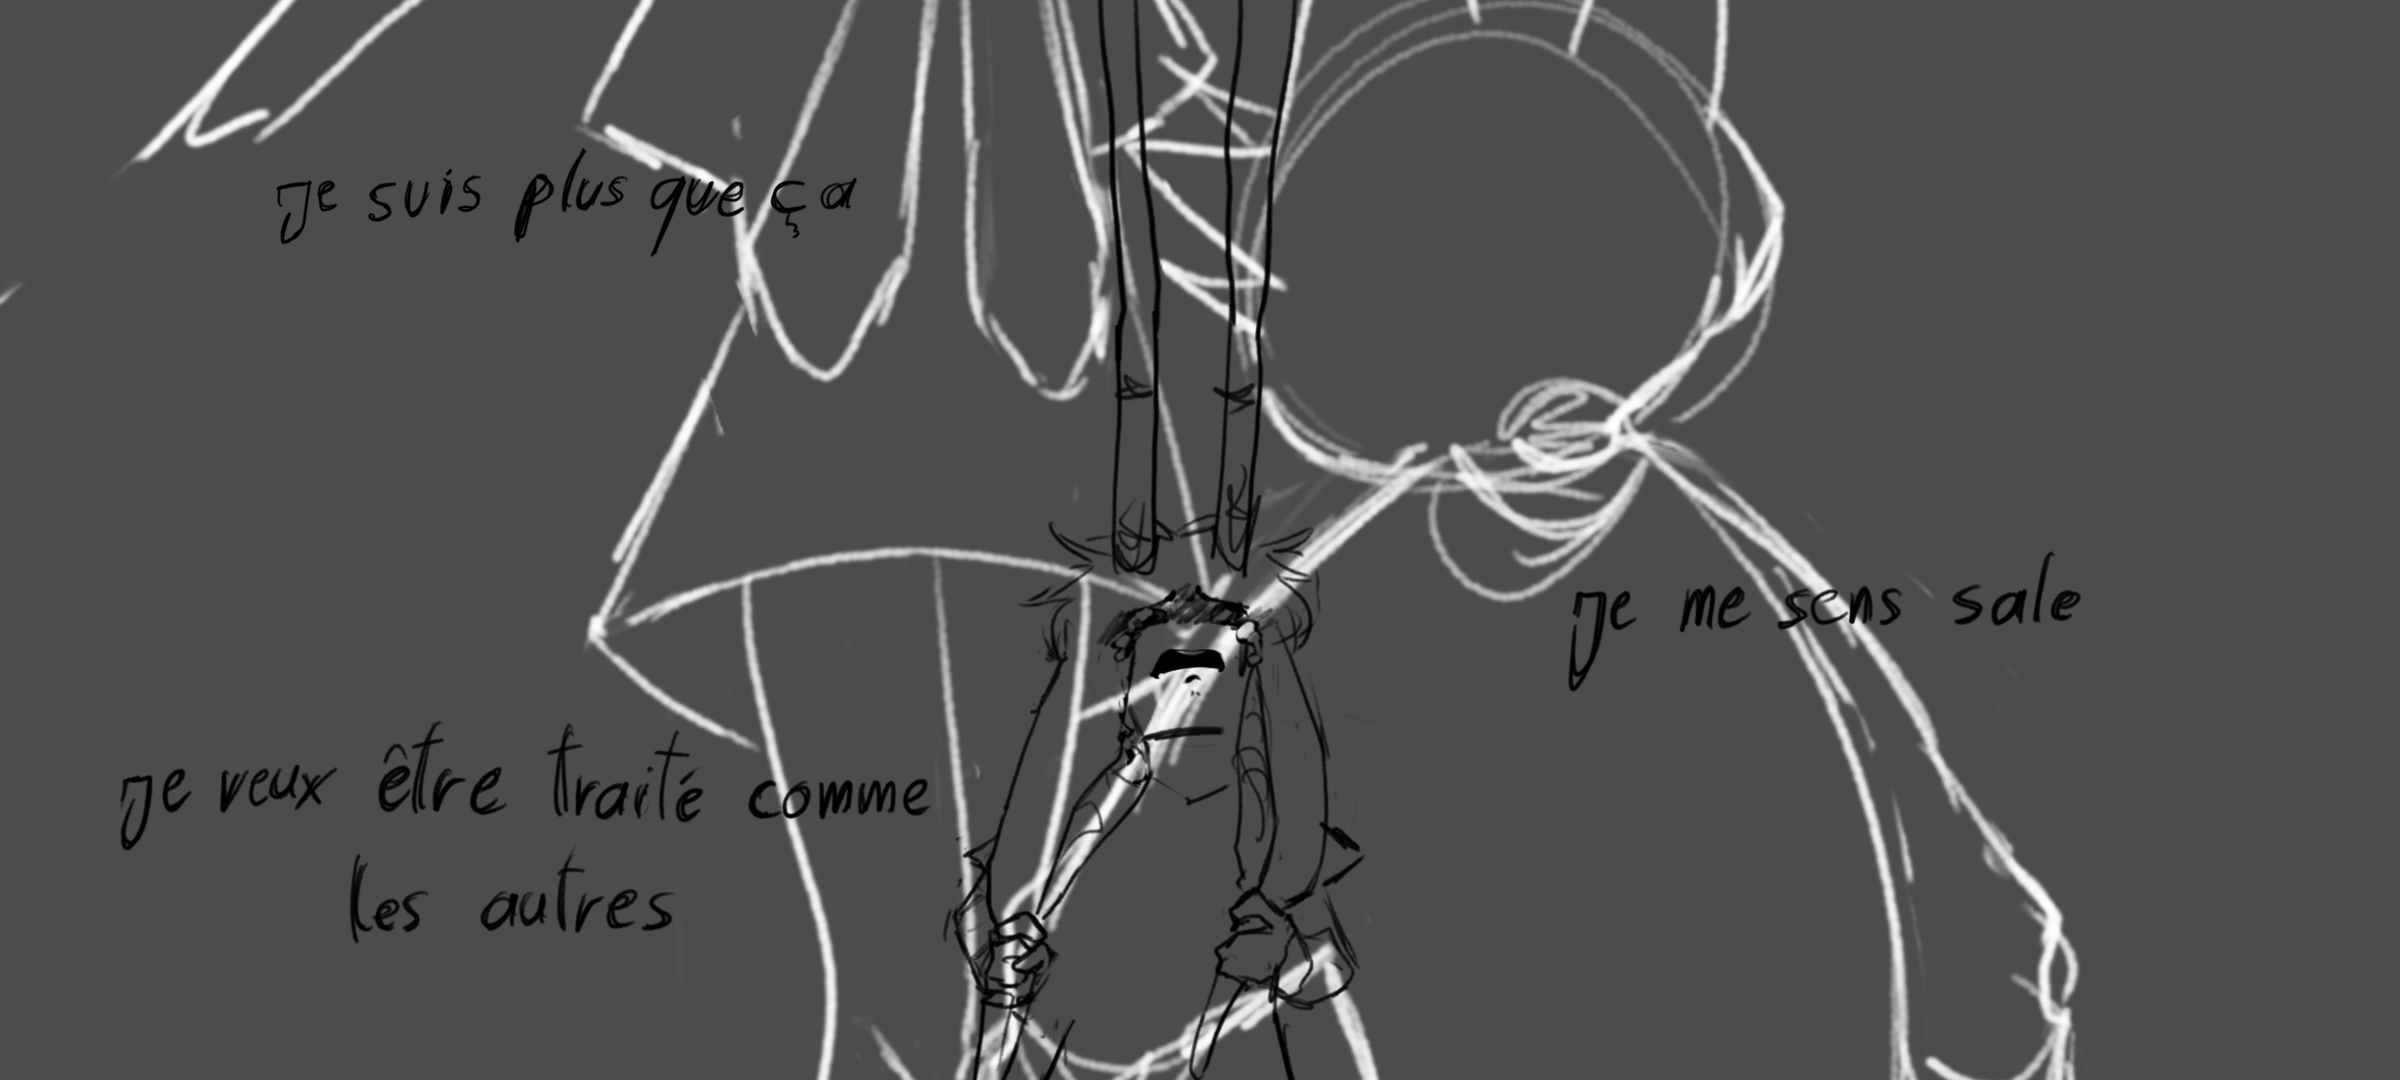 je suis plus que ça
je me sens sale
je veux être traité comme
les autres